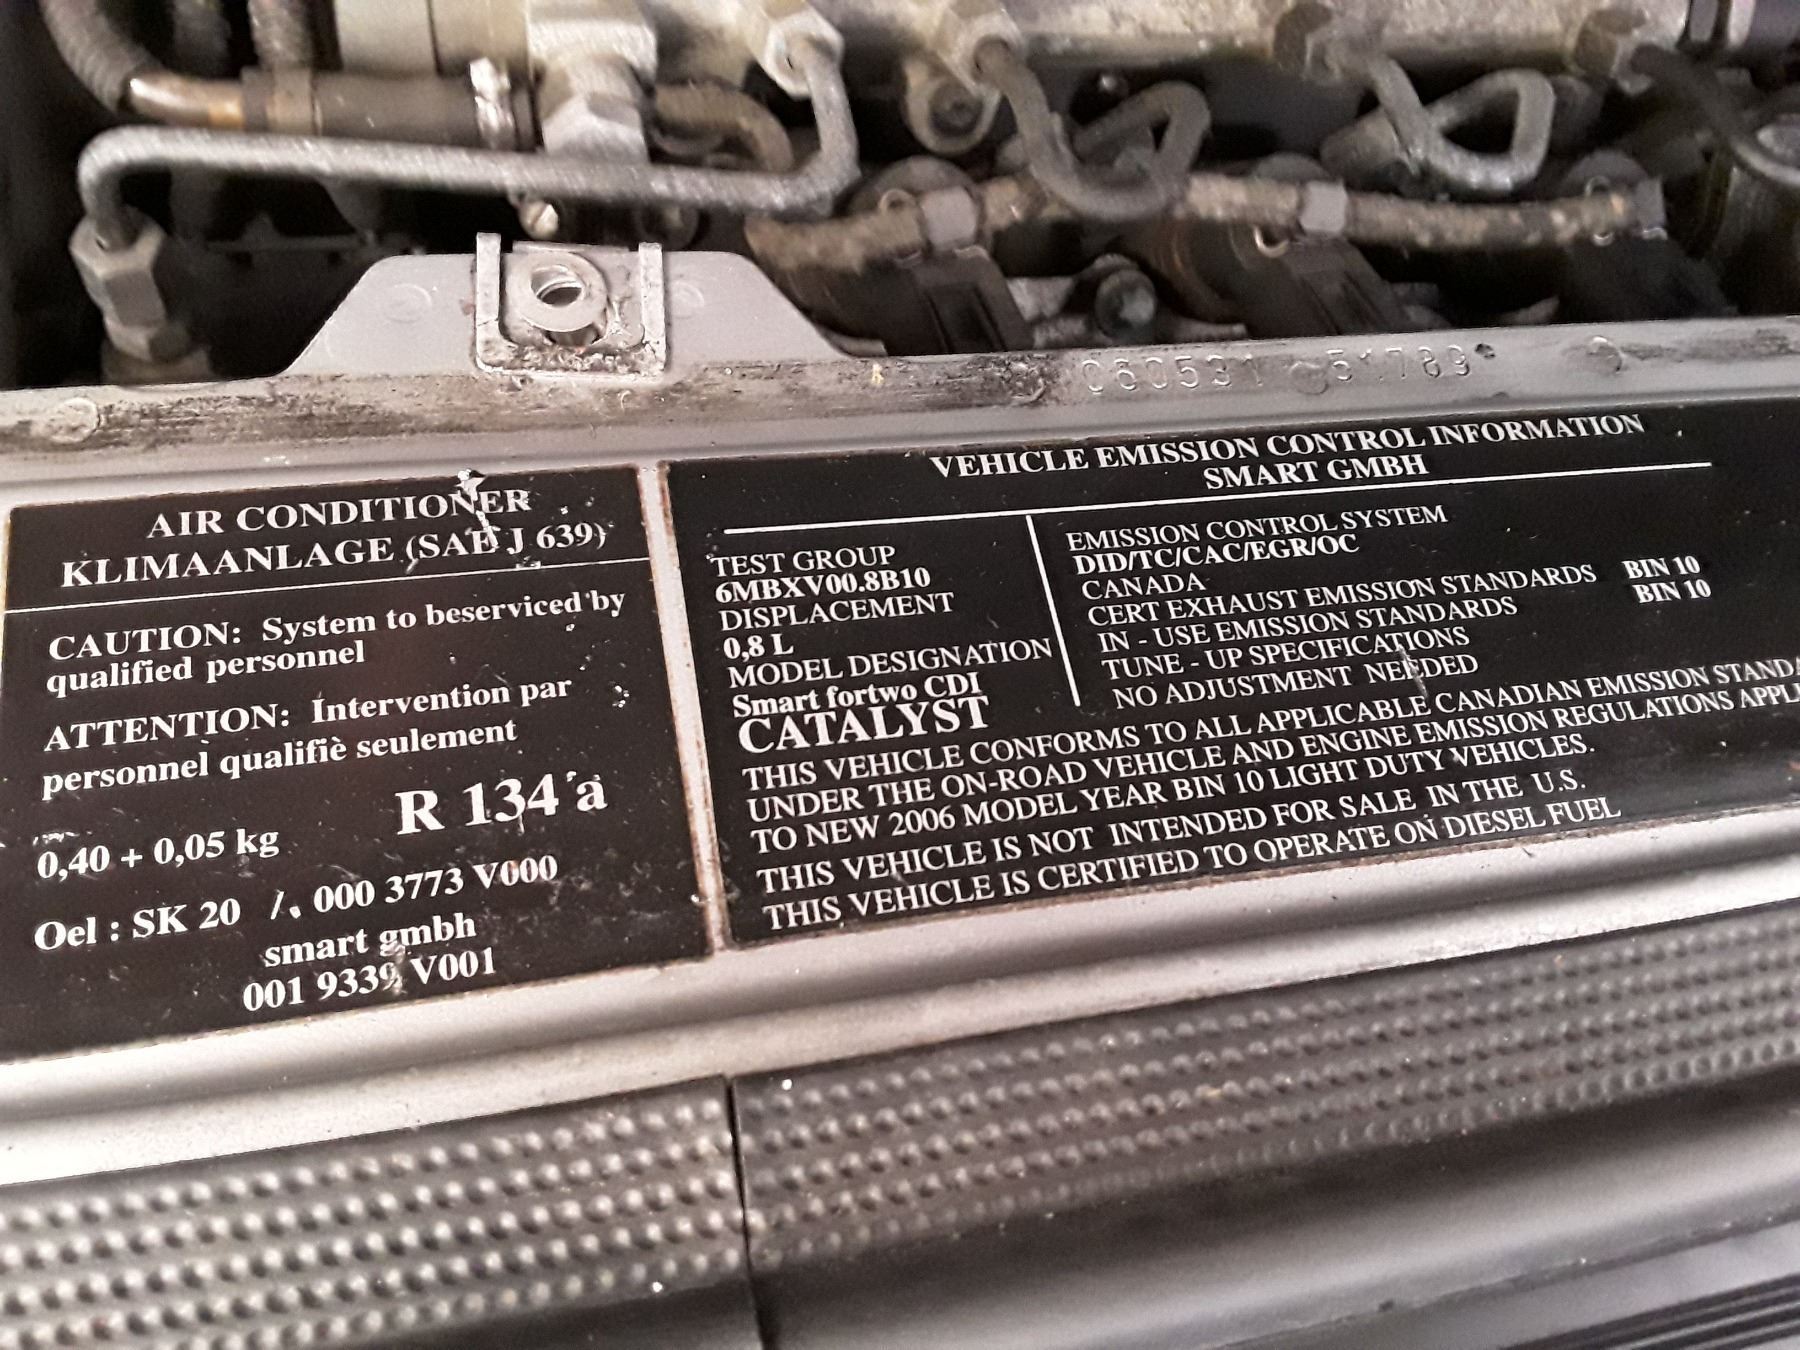 060531 51789
AIR CONDITIONER
KLIMAANLAGE (SAE J 639)
CAUTION: System to beserviced by
qualified personnel
ATTENTION: Intervention par
personnel qualifiè seulement
R 134 a
0,40 + 0,05 kg
Oel : SK 20 /. 000 3773 V000
smart gmbh
001 9339 V001
VEHICLE EMISSION CONTROL INFORMATION
SMART GMBH
TEST GROUP
6MBXV00.8B10
DISPLACEMENT
0,8 L
MODEL DESIGNATION
Smart fortwo CDI
CATALYST
EMISSION CONTROL SYSTEM
DID/TC/CAC/EGR/OC
CANADA
CERT EXHAUST EMISSION STANDARDS BIN 10
IN - USE EMISSION STANDARDS BIN 10
TUNE - UP SPECIFICATIONS
NO ADJUSTMENT NEEDED
THIS VEHICLE CONFORMS TO ALL APPLICABLE CANADIAN EMISSION
UNDER THE ON-ROAD VEHICLE AND ENGINE EMISSION REGULATIONS
TO NEW 2006 MODEL YEAR BIN 10 LIGHT DUTY VEHICLES.
THIS VEHICLE IS NOT INTENDED FOR SALE IN THE U.S.
THIS VEHICLE IS CERTIFIED TO OPERATE ON DIESEL FUEL